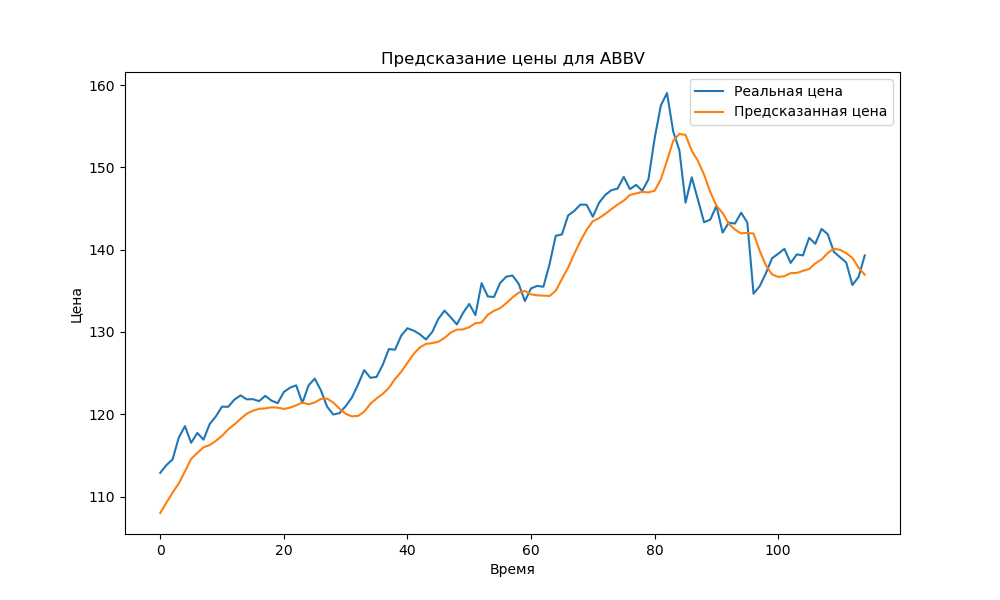 Предсказание цены для ABBV
Реальная цена
Предсказанная цена
Цена
160
150
140
130
120
110
0 20 40 60 80 100
Время